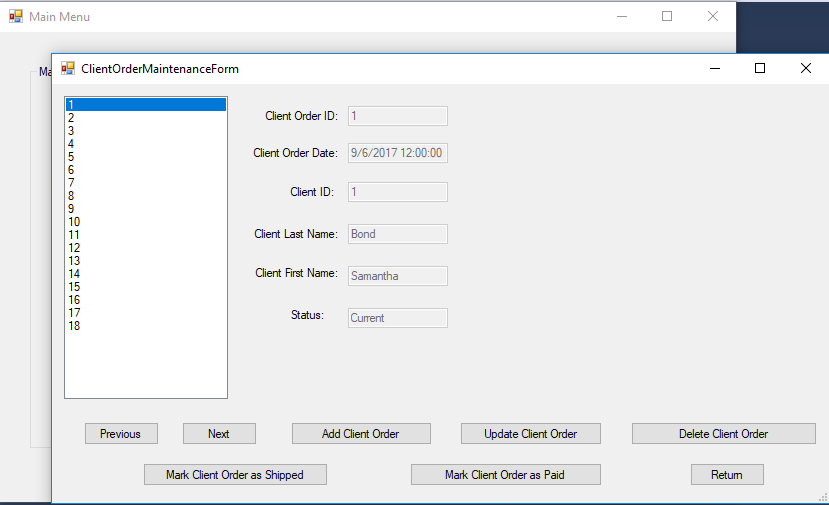 Main Menu
Ma
ClientOrderMaintenanceForm
1
2
3
4
5
6
7
8
9
10
11
12
13
14
15
16
17
18
Client Order ID: 1
Client Order Date: 9/6/2017 12:00:00
Client ID: 1
Client Last Name: Bond
Client First Name: Samantha
Status: Current
Previous Next Add Client Order Update Client Order Delete Client Order
Mark Client Order as Shipped Mark Client Order as Paid Return